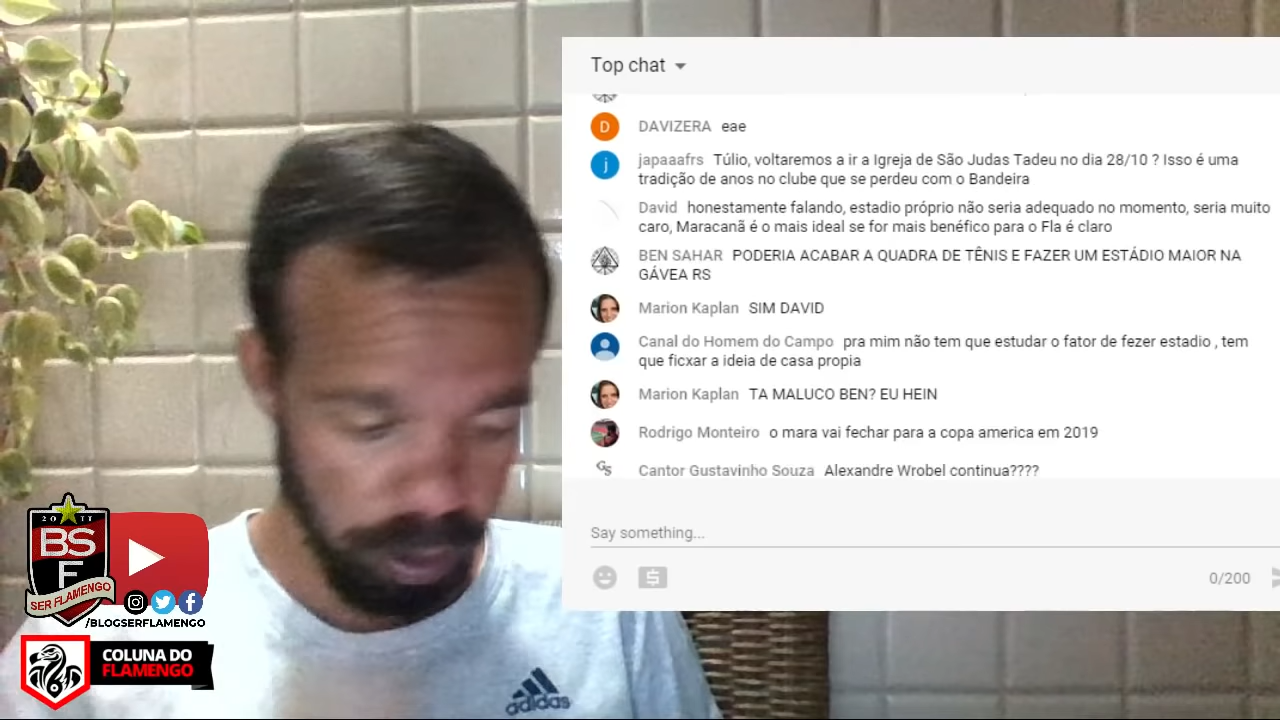 Top chat
D
DAVIZERA eae
j
japaaafrs Túlio, voltaremos a ir a Igreja de São Judas Tadeu no dia 28/10 ? Isso é uma
tradição de anos no clube que se perdeu com o Bandeira
David honestamente falando, estadio próprio não seria adequado no momento, seria muito
caro, Maracanã é o mais ideal se for mais benéfico para o Fla é claro
BEN SAHAR PODERIA ACABAR A QUADRA DE TÊNIS E FAZER UM ESTÁDIO MAIOR NA
GÁVEA RS
Marion Kaplan SIM DAVID
Canal do Homem do Campo pra mim não tem que estudar o fator de fezer estadio , tem
que ficxar a ideia de casa propia
Marion Kaplan TA MALUCO BEN? EU HEIN
Rodrigo Monteiro o mara vai fechar para a copa america em 2019
GS
Cantor Gustavinho Souza Alexandre Wrobel continua????
Say something...
0/200
20 11
BSF
SER FLAMENGO
/BLOGSERFLAMENGO
COLUNA DO
FLAMENGO
adidas